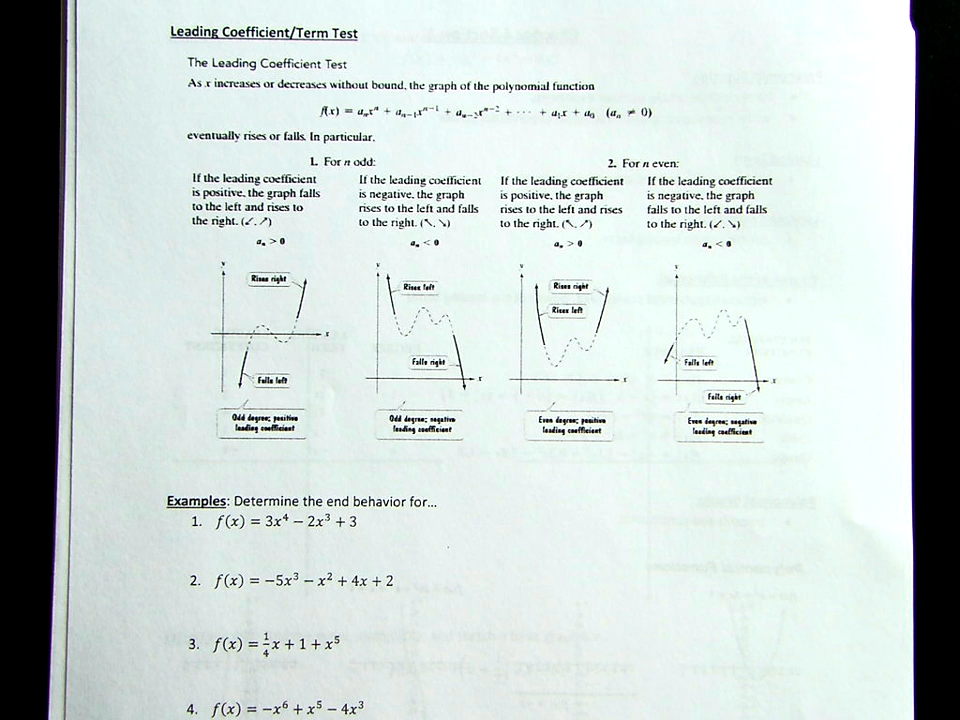 Leading Coefficient/Term Test
The Leading Coefficient Test
As x increases or decreases without bound, the graph of the polynomial function
f(x) = aₙxⁿ + aₙ₋₁xⁿ⁻¹ + aₙ₋₂xⁿ⁻² + ⋯ + a₁x + a₀ (aₙ ≠ 0)
eventually rises or falls. In particular,
1. For n odd:
2. For n even:
If the leading coefficient
is positive, the graph falls
to the left and rises to
the right. (↙, ↗)
aₙ > 0
If the leading coefficient
is negative, the graph
rises to the left and falls
to the right. (↖, ↘)
aₙ < 0
If the leading coefficient
is positive, the graph
rises to the left and rises
to the right. (↖, ↗)
aₙ > 0
If the leading coefficient
is negative, the graph
falls to the left and falls
to the right. (↙, ↘)
aₙ < 0
y
Rises right
x
Falls left
Odd degree; positive
leading coefficient
y
Rises left
Falls right
x
Odd degree; negative
leading coefficient
y
Rises right
Rises left
x
Even degree; positive
leading coefficient
y
Falls left
x
Falls right
Even degree; negative
leading coefficient
Examples: Determine the end behavior for...
1. f(x) = 3x⁴ − 2x³ + 3
2. f(x) = −5x³ − x² + 4x + 2
3. f(x) = ¼x + 1 + x⁵
4. f(x) = −x⁶ + x⁵ − 4x³